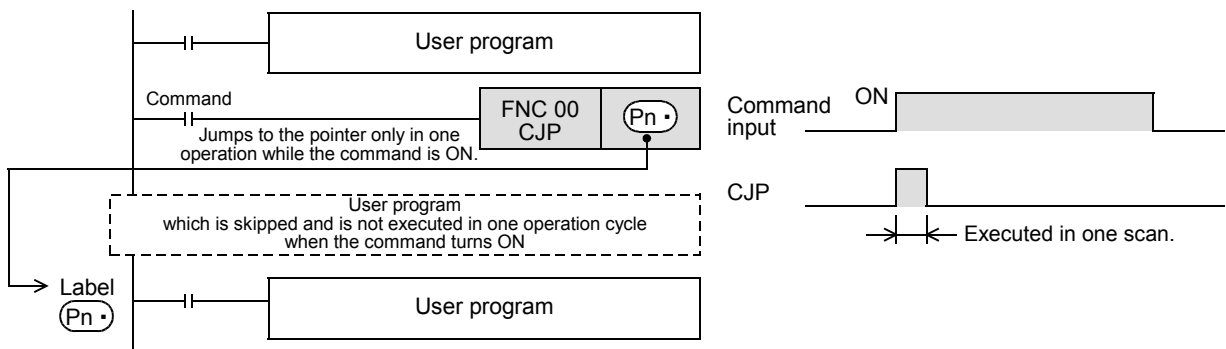 User program
Command
FNC 00
CJP
Pn
Jumps to the pointer only in one
operation while the command is ON.
User program
which is skipped and is not executed in one operation cycle
when the command turns ON
Label
Pn
User program
Command
input
ON
CJP
Executed in one scan.